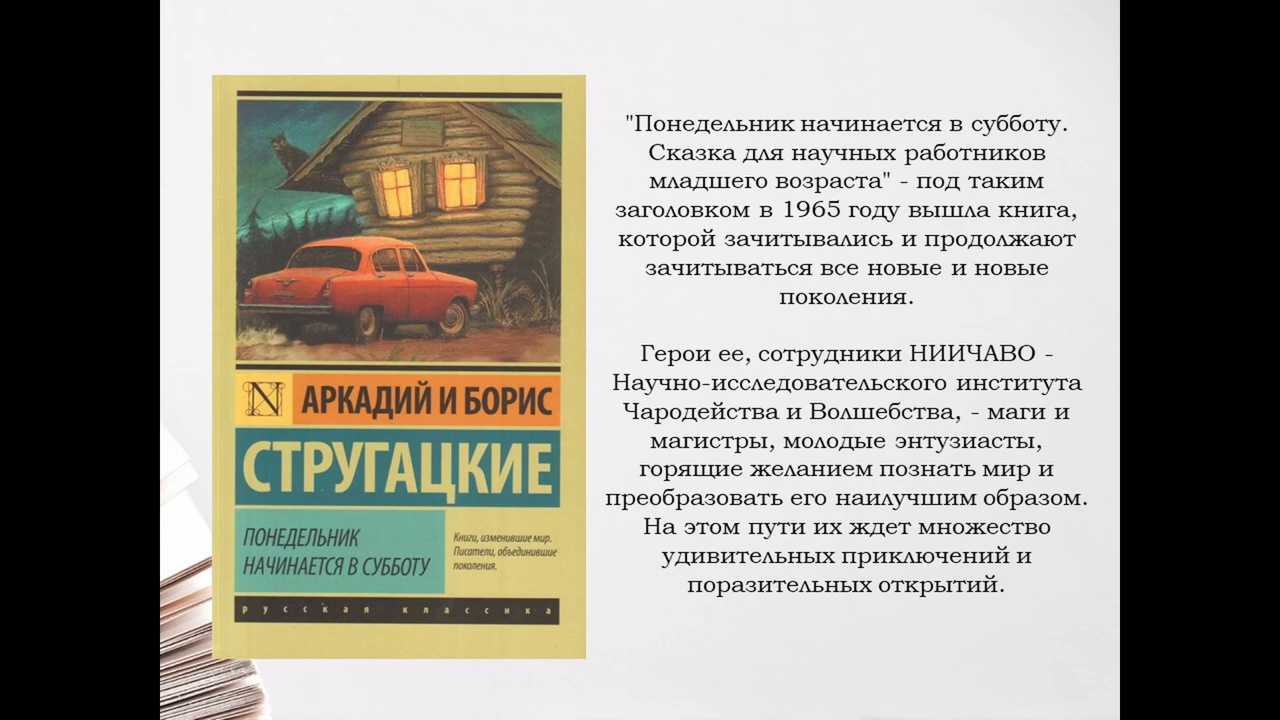 АРКАДИЙ И БОРИС
СТРУГАЦКИЕ
ПОНЕДЕЛЬНИК
НАЧИНАЕТСЯ В СУББОТУ
Книги, изменившие мир.
Писатели, объединившие
поколения.
русская классика
"Понедельник начинается в субботу.
Сказка для научных работников
младшего возраста" - под таким
заголовком в 1965 году вышла книга,
которой зачитывались и продолжают
зачитываться все новые и новые
поколения.
Герои ее, сотрудники НИИЧАВО -
Научно-исследовательского института
Чародейства и Волшебства, - маги и
магистры, молодые энтузиасты,
горящие желанием познать мир и
преобразовать его наилучшим образом.
На этом пути их ждет множество
удивительных приключений и
поразительных открытий.